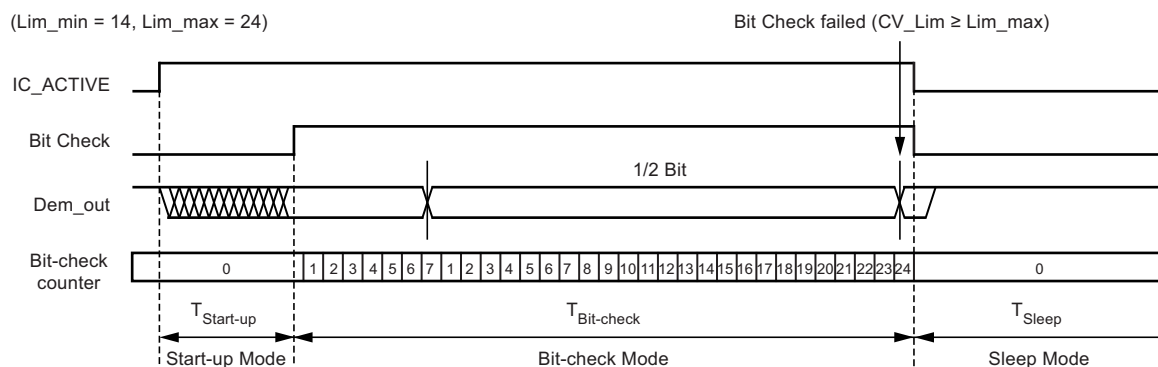 (Lim_min = 14, Lim_max = 24)
Bit Check failed (CV_Lim ≥ Lim_max)
IC_ACTIVE
Bit Check
1/2 Bit
Dem_out
Bit-check
counter
0 1 2 3 4 5 6 7 1 2 3 4 5 6 7 8 9 10 11 12 13 14 15 16 17 18 19 20 21 22 23 24 0
TStart-up TBit-check TSleep
Start-up Mode Bit-check Mode Sleep Mode